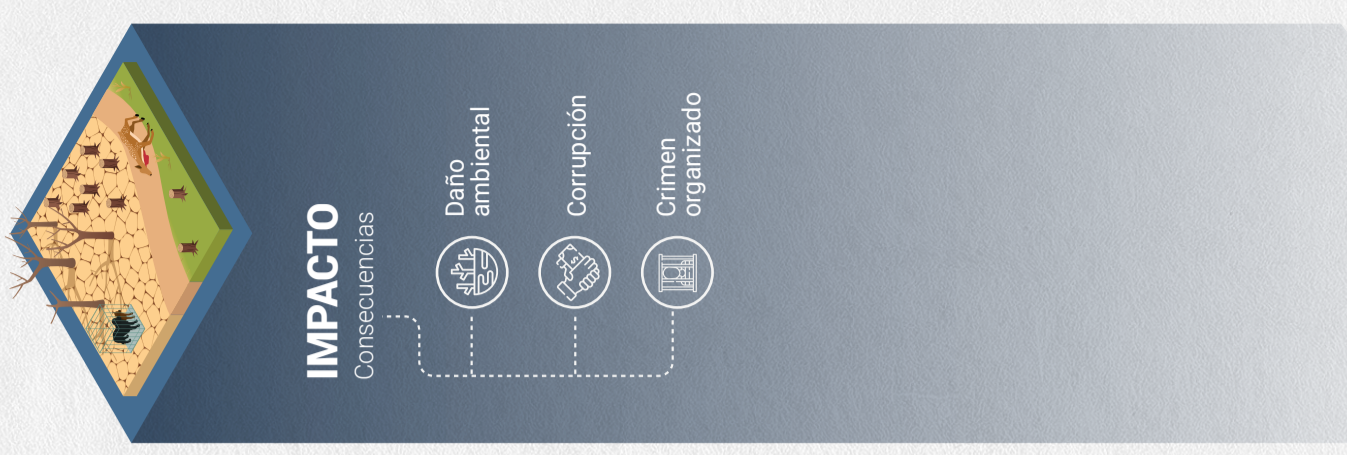 IMPACTO
Consecuencias
Daño
ambiental
Corrupción
Crimen
organizado